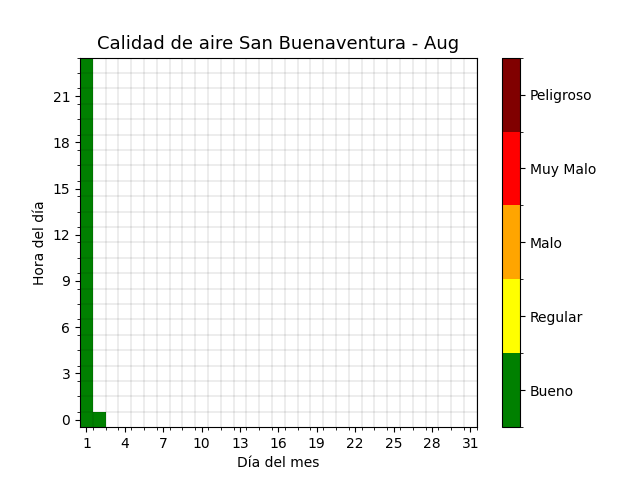 Calidad de aire San Buenaventura - Aug
Hora del día
21
18
15
12
9
6
3
0
1 4 7 10 13 16 19 22 25 28 31
Día del mes
Peligroso
Muy Malo
Malo
Regular
Bueno